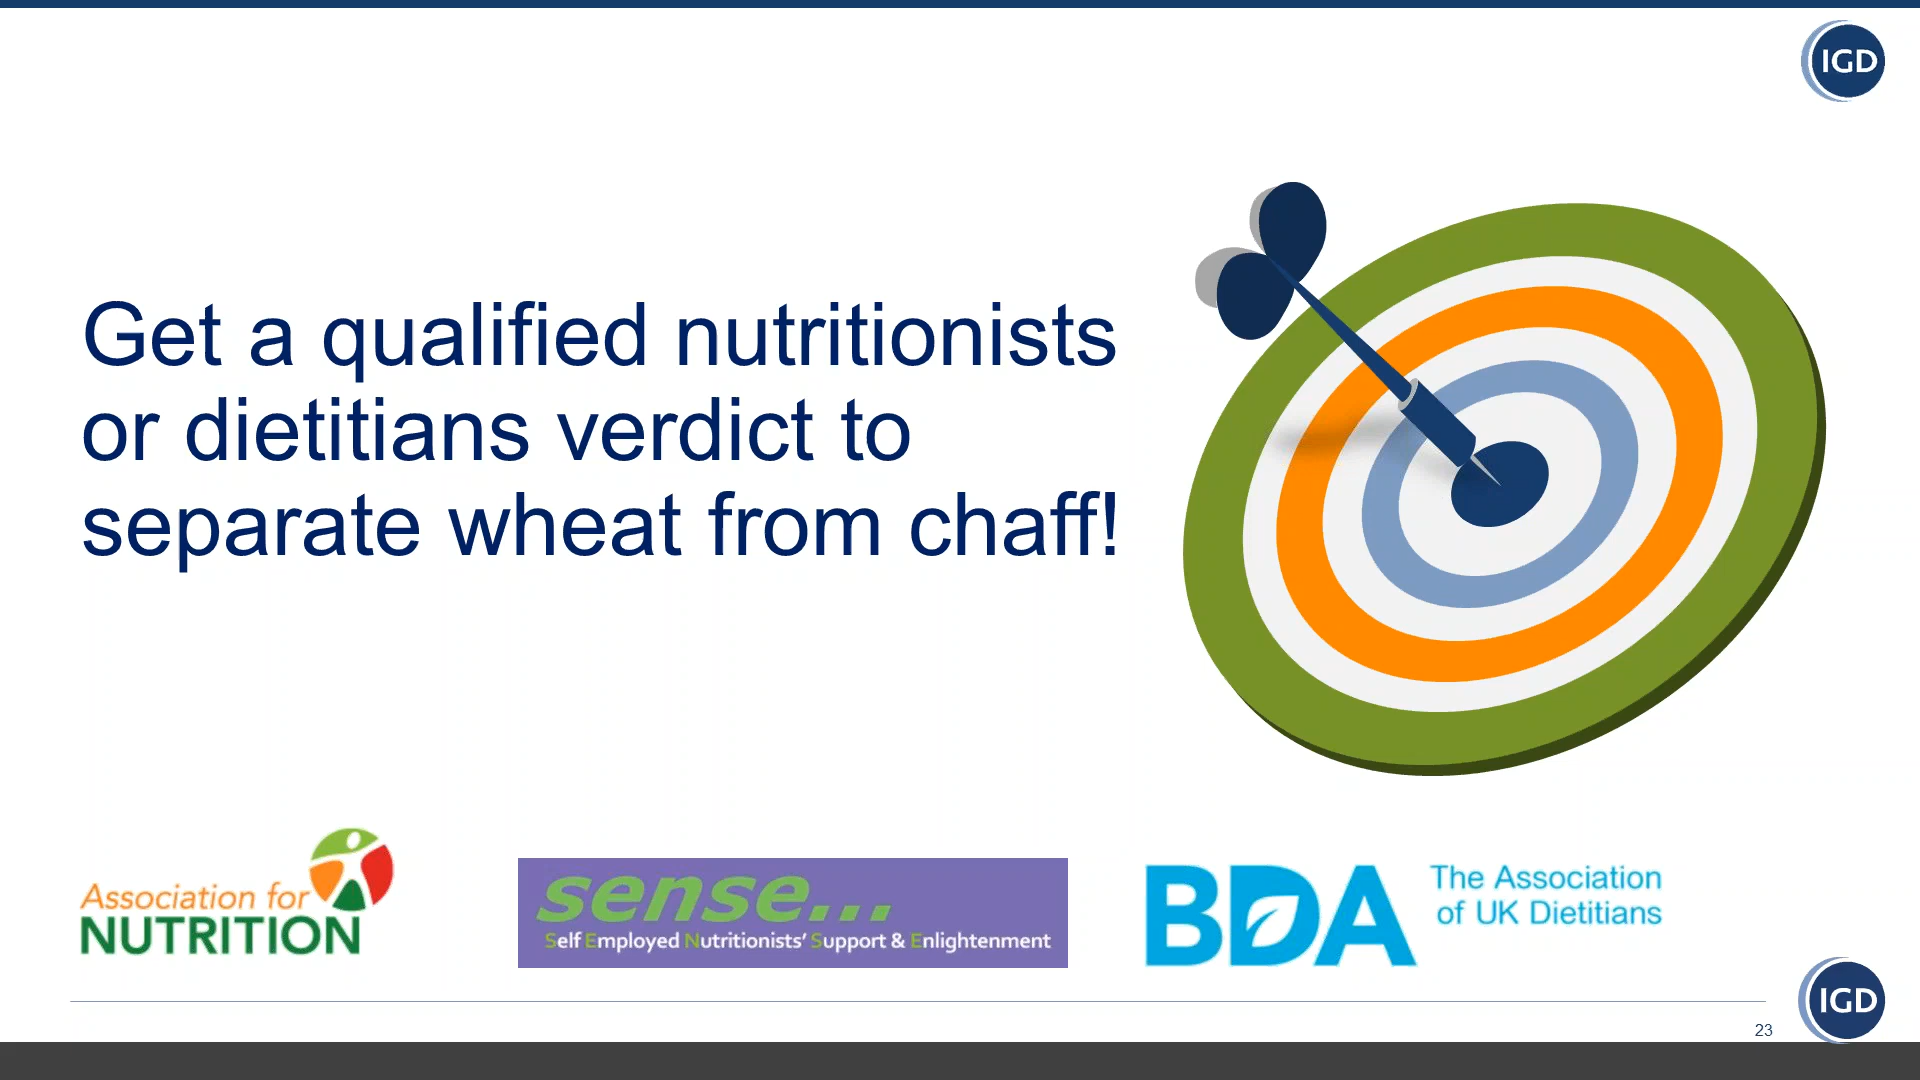 IGD
Get a qualified nutritionists
or dietitians verdict to
separate wheat from chaff!
Association for
NUTRITION
sense...
Self Employed Nutritionists' Support & Enlightenment
BDA
The Association
of UK Dietitians
IGD
23